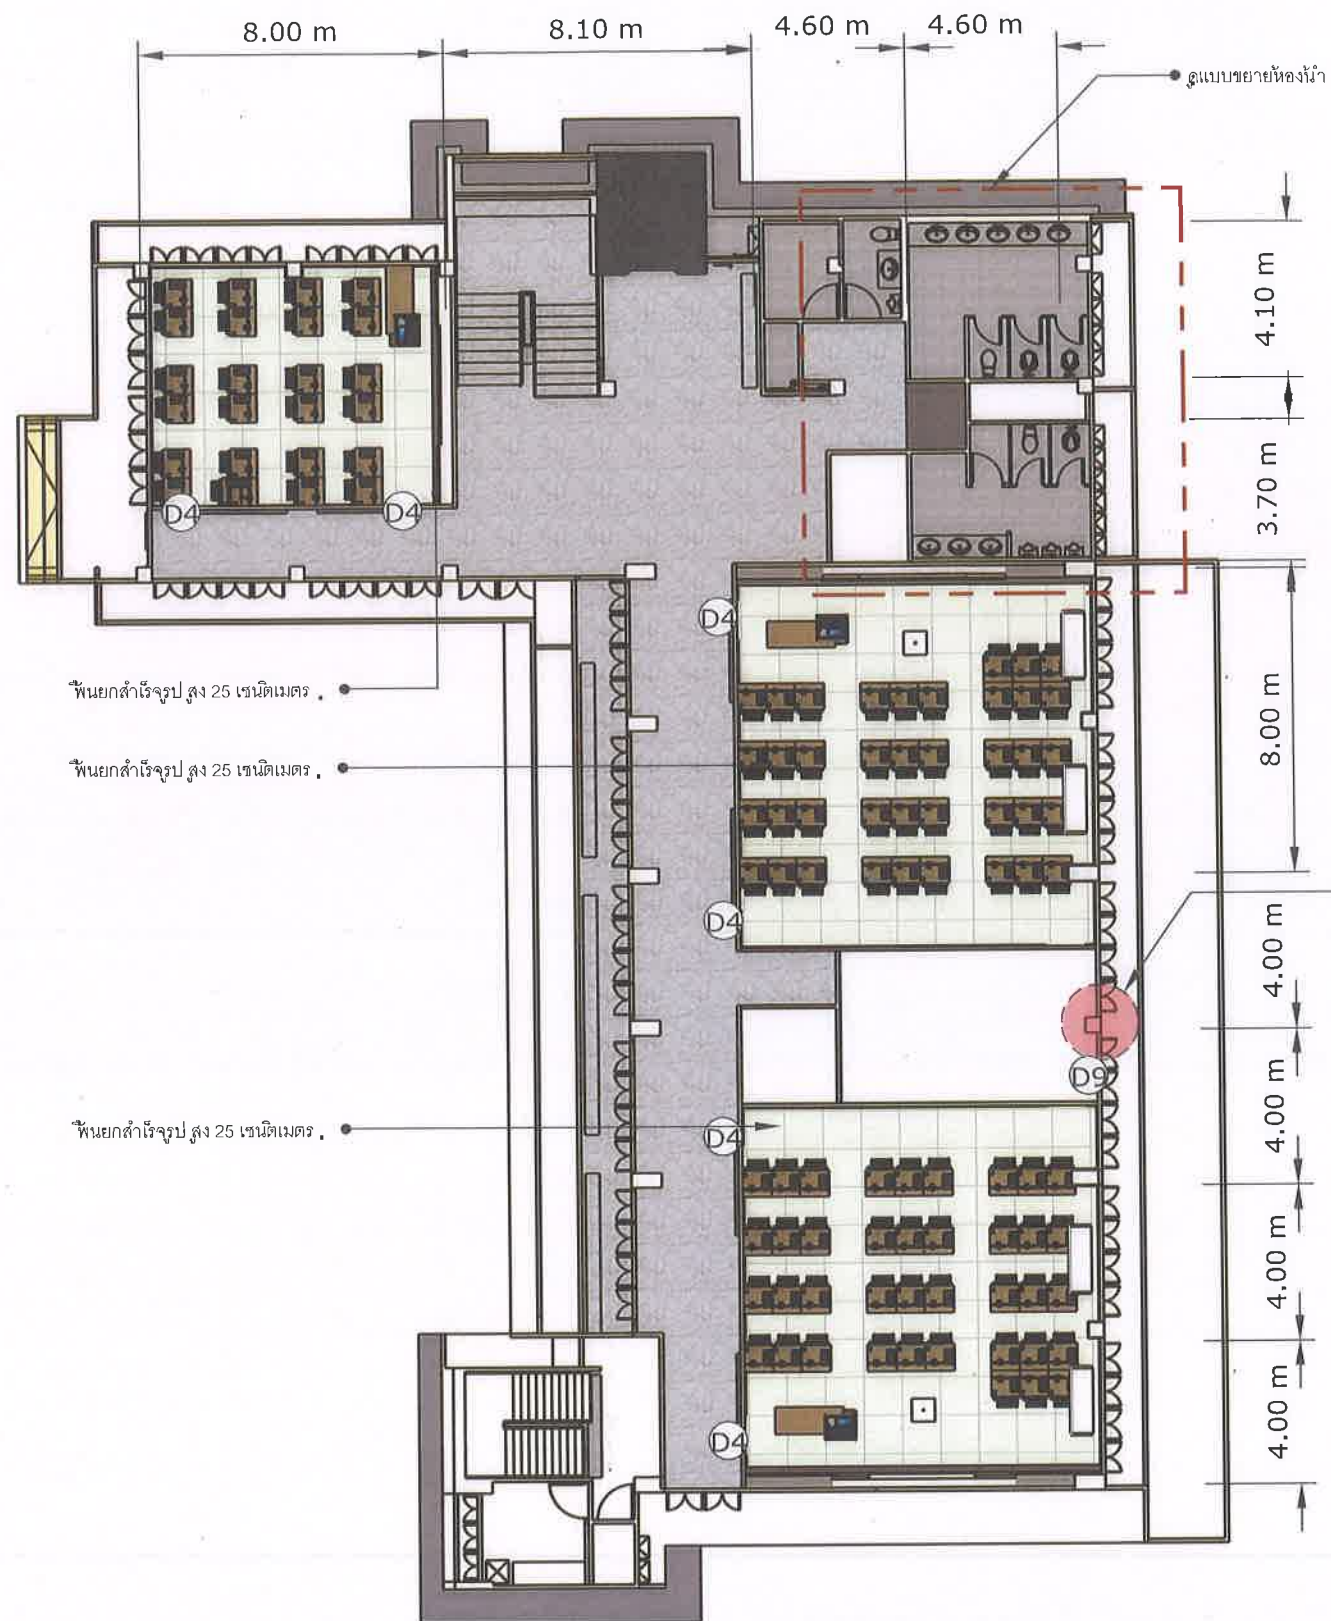 8.00 m
8.10 m
4.60 m
4.60 m
ดูแบบขยายห้องน้ำ
4.10 m
3.70 m
D4
D4
D4
พื้นยกสำเร็จรูป สูง 25 เซนติเมตร .
8.00 m
พื้นยกสำเร็จรูป สูง 25 เซนติเมตร .
D4
4.00 m
D9
4.00 m
พื้นยกสำเร็จรูป สูง 25 เซนติเมตร .
D4
4.00 m
4.00 m
D4